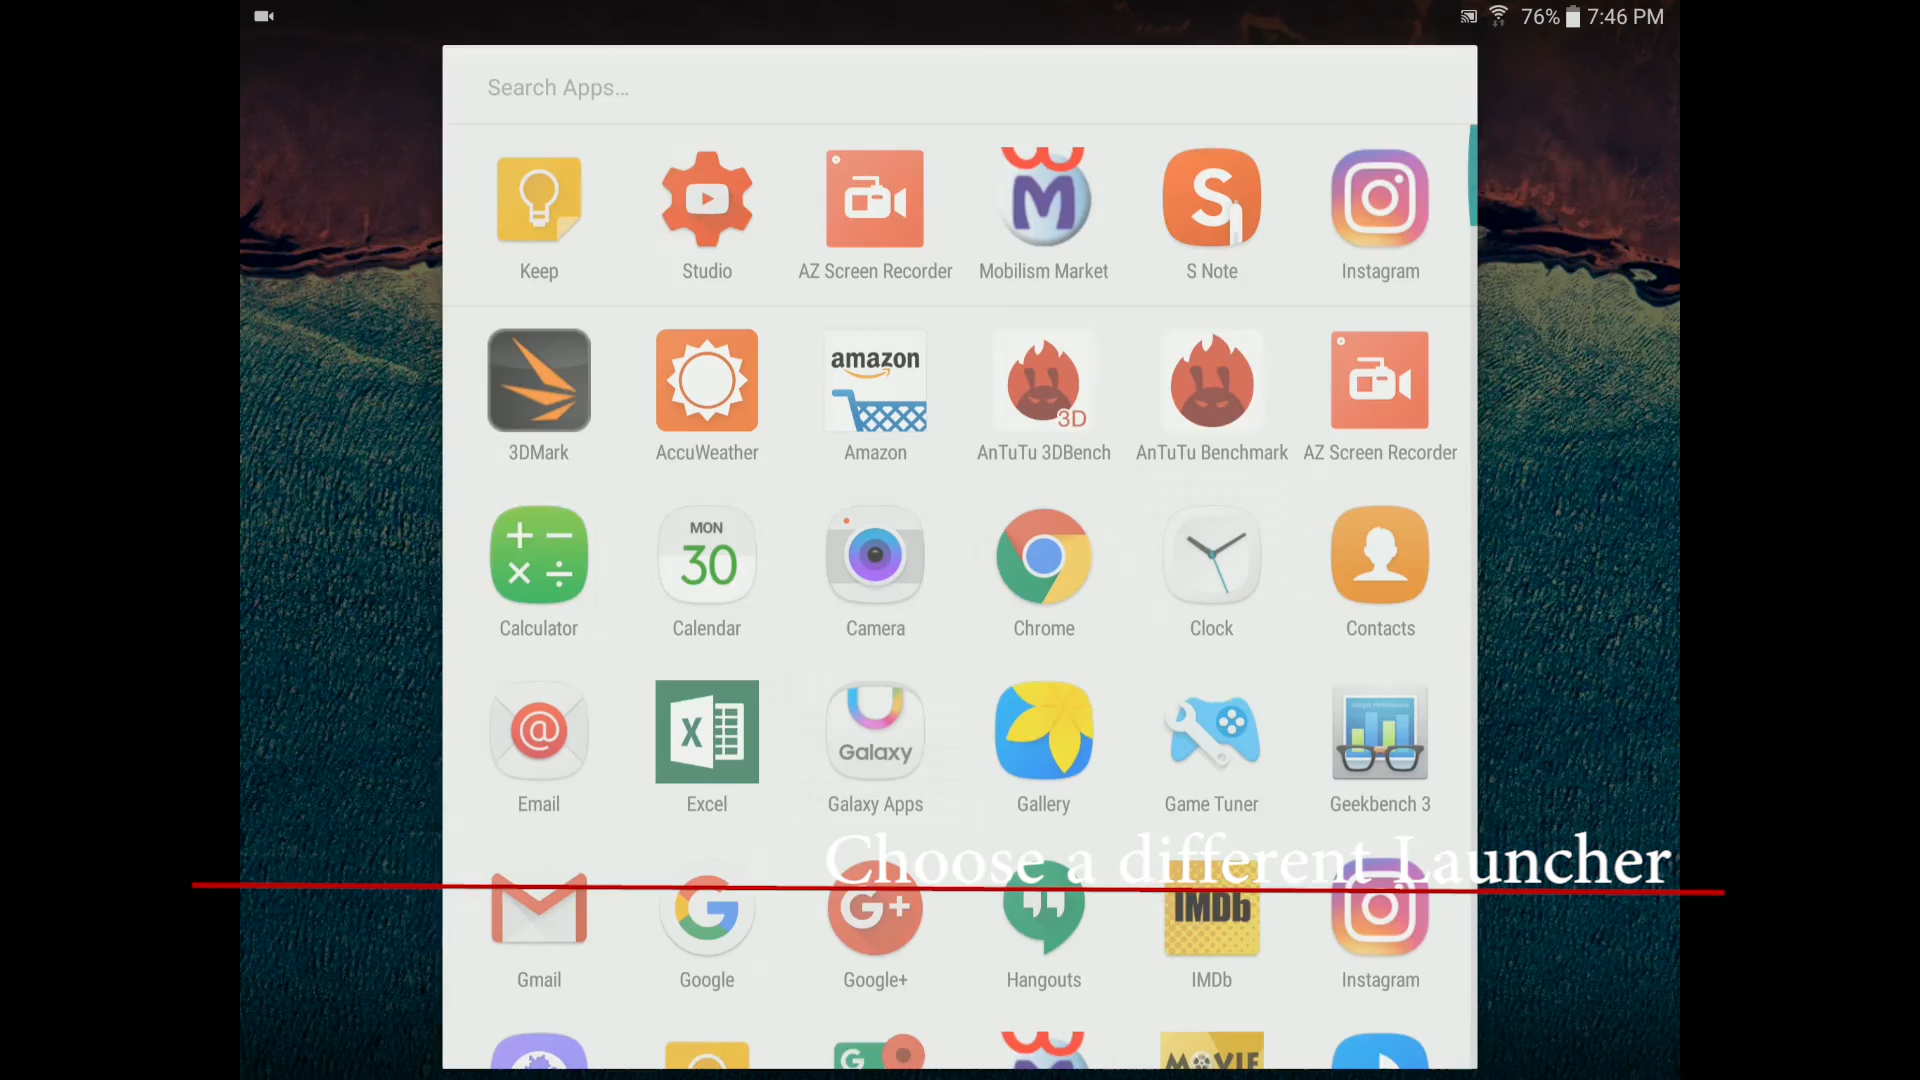 76% 7:46 PM
Search Apps...
M
S
Keep Studio AZ Screen Recorder Mobilism Market S Note Instagram
amazon
3D
3DMark AccuWeather Amazon AnTuTu 3DBench AnTuTu Benchmark AZ Screen Recorder
MON
30
Calculator Calendar Camera Chrome Clock Contacts
@
X
Galaxy
Email Excel Galaxy Apps Gallery Game Tuner Geekbench 3
Choose a different Launcher
G
G+
IMDb
Gmail Google Google+ Hangouts IMDb Instagram
G
M
MOVIE